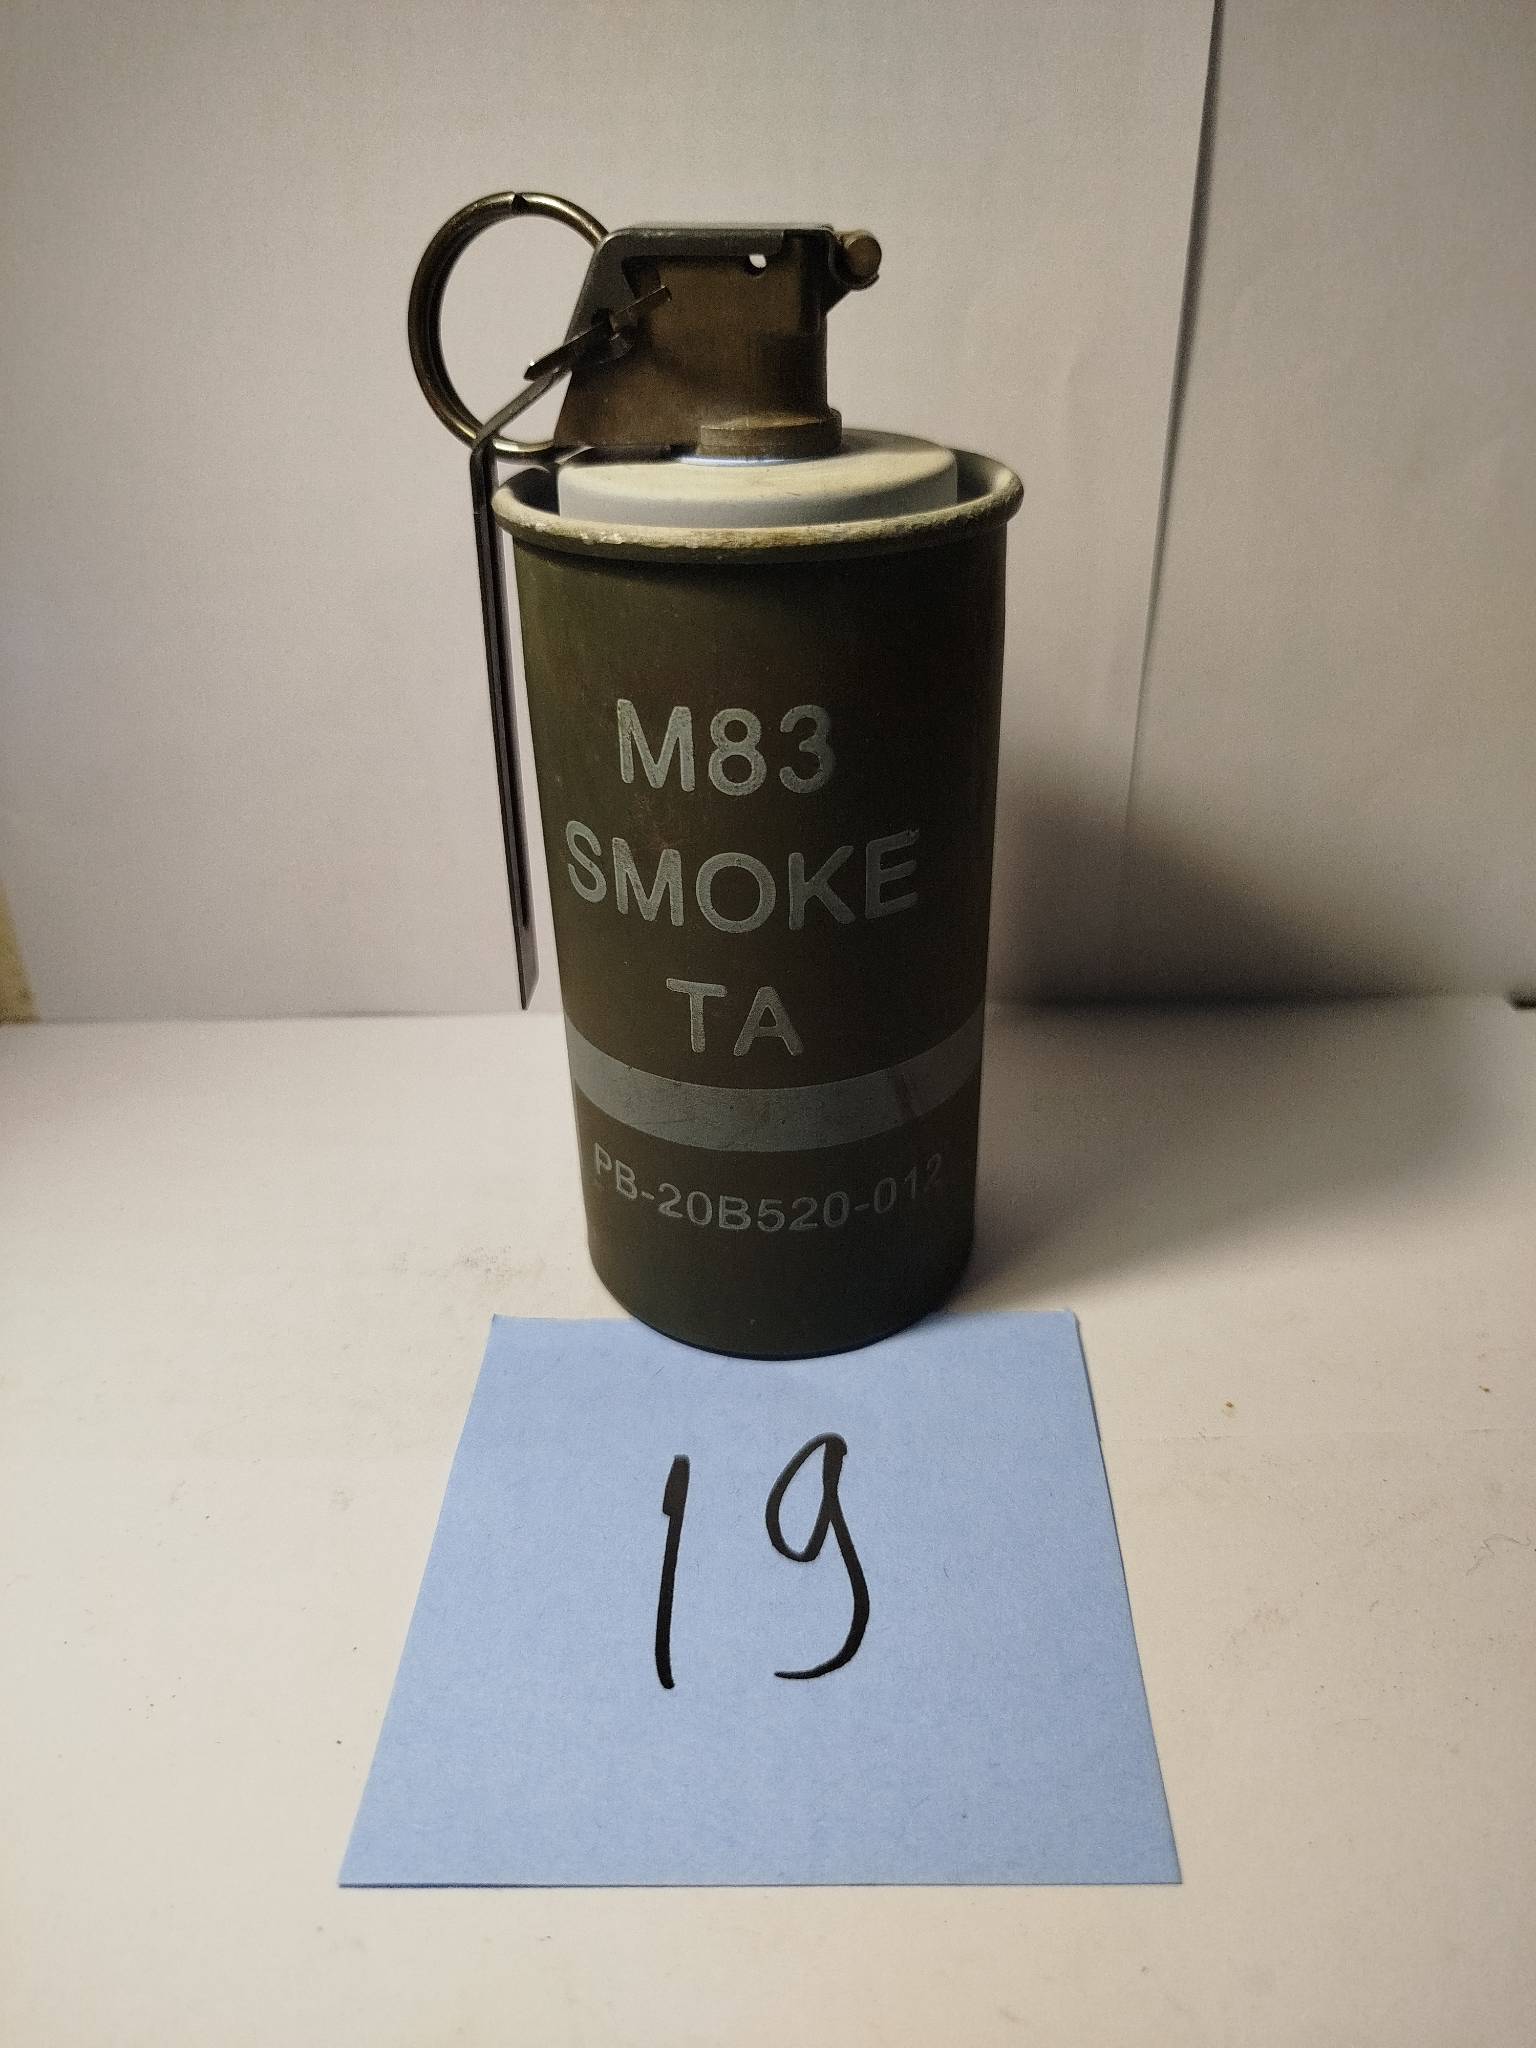 M83
SMOKE
TA
PB-20B520-012
19